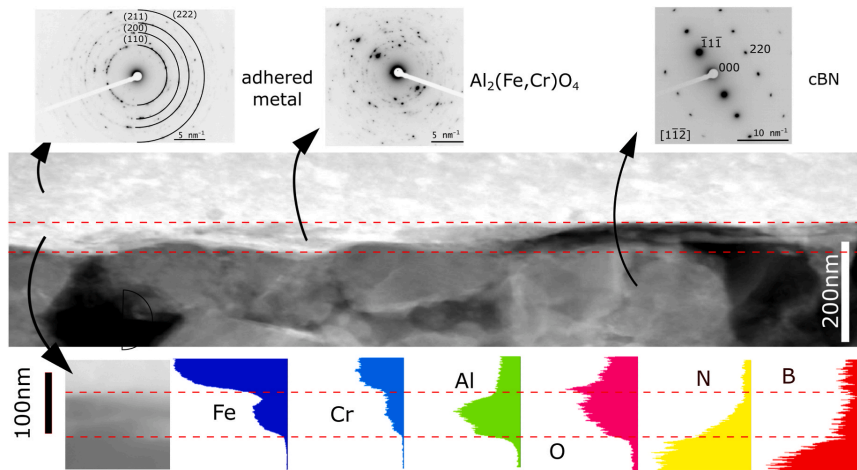 (211)
(200)
(110)
(222)
5 nm⁻¹
adhered
metal
5 nm⁻¹
Al₂(Fe,Cr)O₄
1̄11̄
220
000
[11̄2̄]
10 nm⁻¹
cBN
200nm
100nm
Fe
Cr
Al
O
N
B